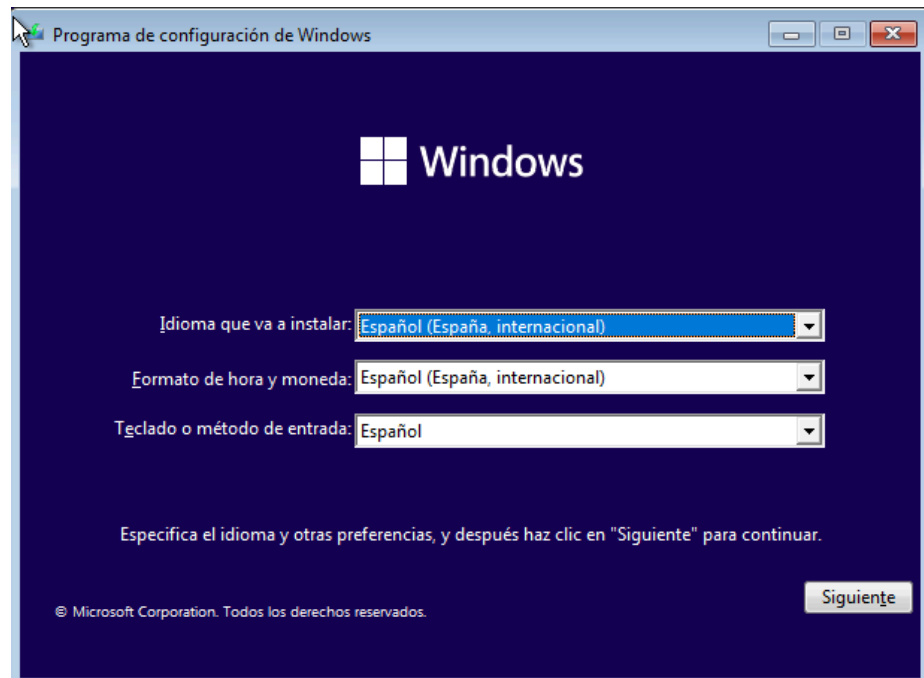 Programa de configuración de Windows
Windows
Idioma que va a instalar: Español (España, internacional)
Formato de hora y moneda: Español (España, internacional)
Teclado o método de entrada: Español
Especifica el idioma y otras preferencias, y después haz clic en "Siguiente" para continuar.
Siguiente
© Microsoft Corporation. Todos los derechos reservados.